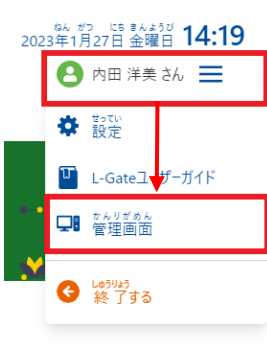 ねん がつ にち きんようび
2023年1月27日 金曜日 14:19
内田 洋美 さん
せってい
設定
L-Gateユーザーガイド
かんりがめん
管理画面
しゅうりょう
終了する